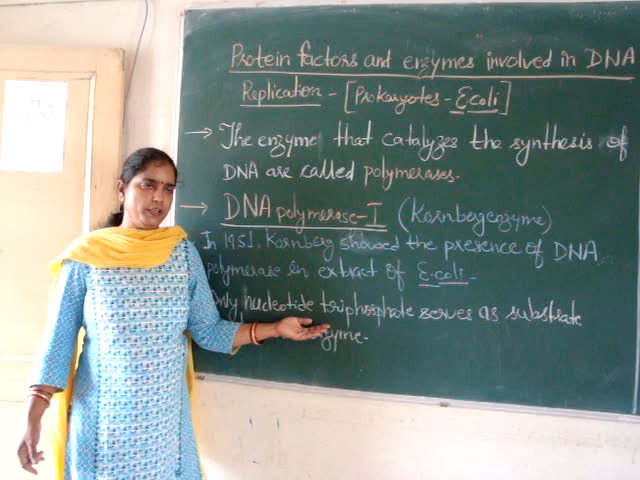 Protein factors and enzymes involved in DNA
Replication - [Prokaryotes - E.coli]
→ The enzyme that catalyzes the synthesis of
DNA are called polymerases.
→ DNA polymerase-I (Kornbergenzyme)
In 1951, Kornberg showed the presence of DNA
polymerase in extract of E.coli -
Only nucleotide triphosphate serves as substrate